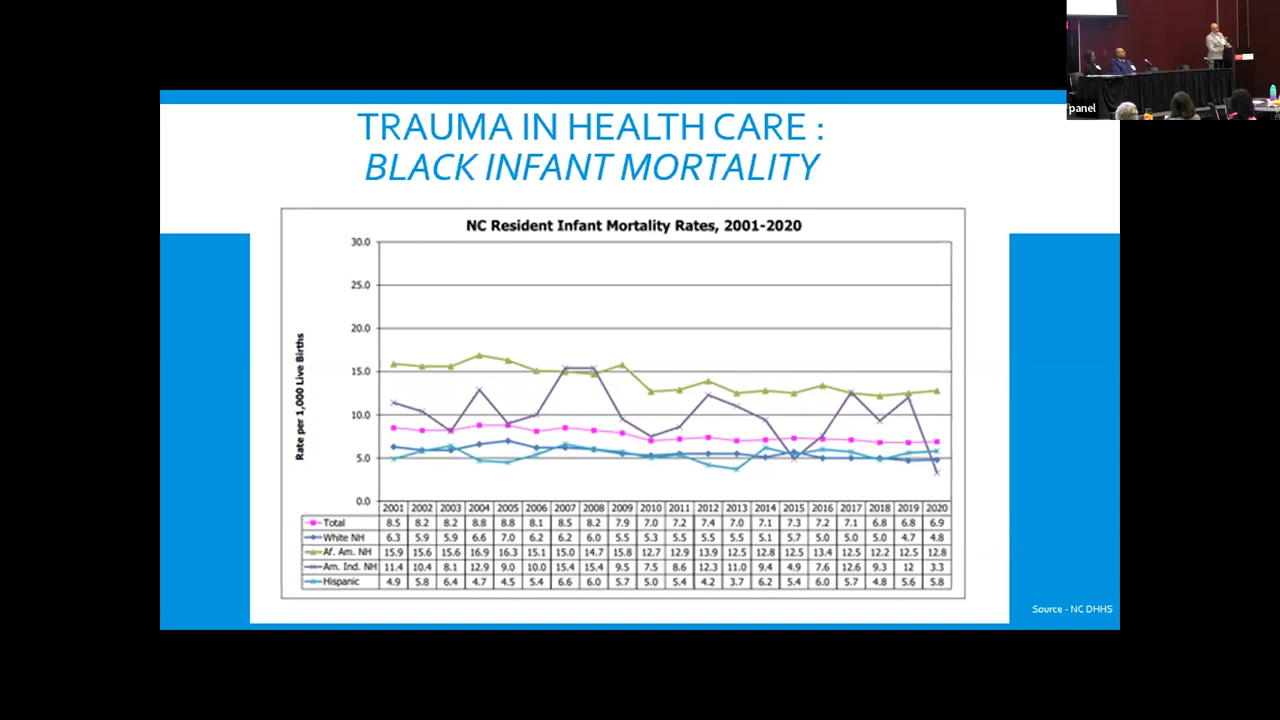 panel
TRAUMA IN HEALTH CARE :
BLACK INFANT MORTALITY
NC Resident Infant Mortality Rates, 2001-2020
Rate per 1,000 Live Births
30.0
25.0
20.0
15.0
10.0
5.0
0.0
2001 2002 2003 2004 2005 2006 2007 2008 2009 2010 2011 2012 2013 2014 2015 2016 2017 2018 2019 2020
Total 8.5 8.2 8.2 8.8 8.8 8.1 8.5 8.2 7.9 7.0 7.2 7.4 7.0 7.1 7.3 7.2 7.1 6.8 6.8 6.9
White NH 6.3 5.9 5.9 6.6 7.0 6.2 6.2 6.0 5.5 5.3 5.5 5.5 5.5 5.1 5.7 5.0 5.0 5.0 4.7 4.8
Af. Am. NH 15.9 15.6 15.6 16.9 16.3 15.1 15.0 14.7 15.8 12.7 12.9 13.9 12.5 12.8 12.5 13.4 12.5 12.2 12.5 12.8
Am. Ind. NH 11.4 10.4 8.1 12.9 9.0 10.0 15.4 15.4 9.5 7.5 8.6 12.3 11.0 9.4 4.9 7.6 12.6 9.3 12 3.3
Hispanic 4.9 5.8 6.4 4.7 4.5 5.4 6.6 6.0 5.7 5.0 5.4 4.2 3.7 6.2 5.4 6.0 5.7 4.8 5.6 5.8
Source - NC DHHS